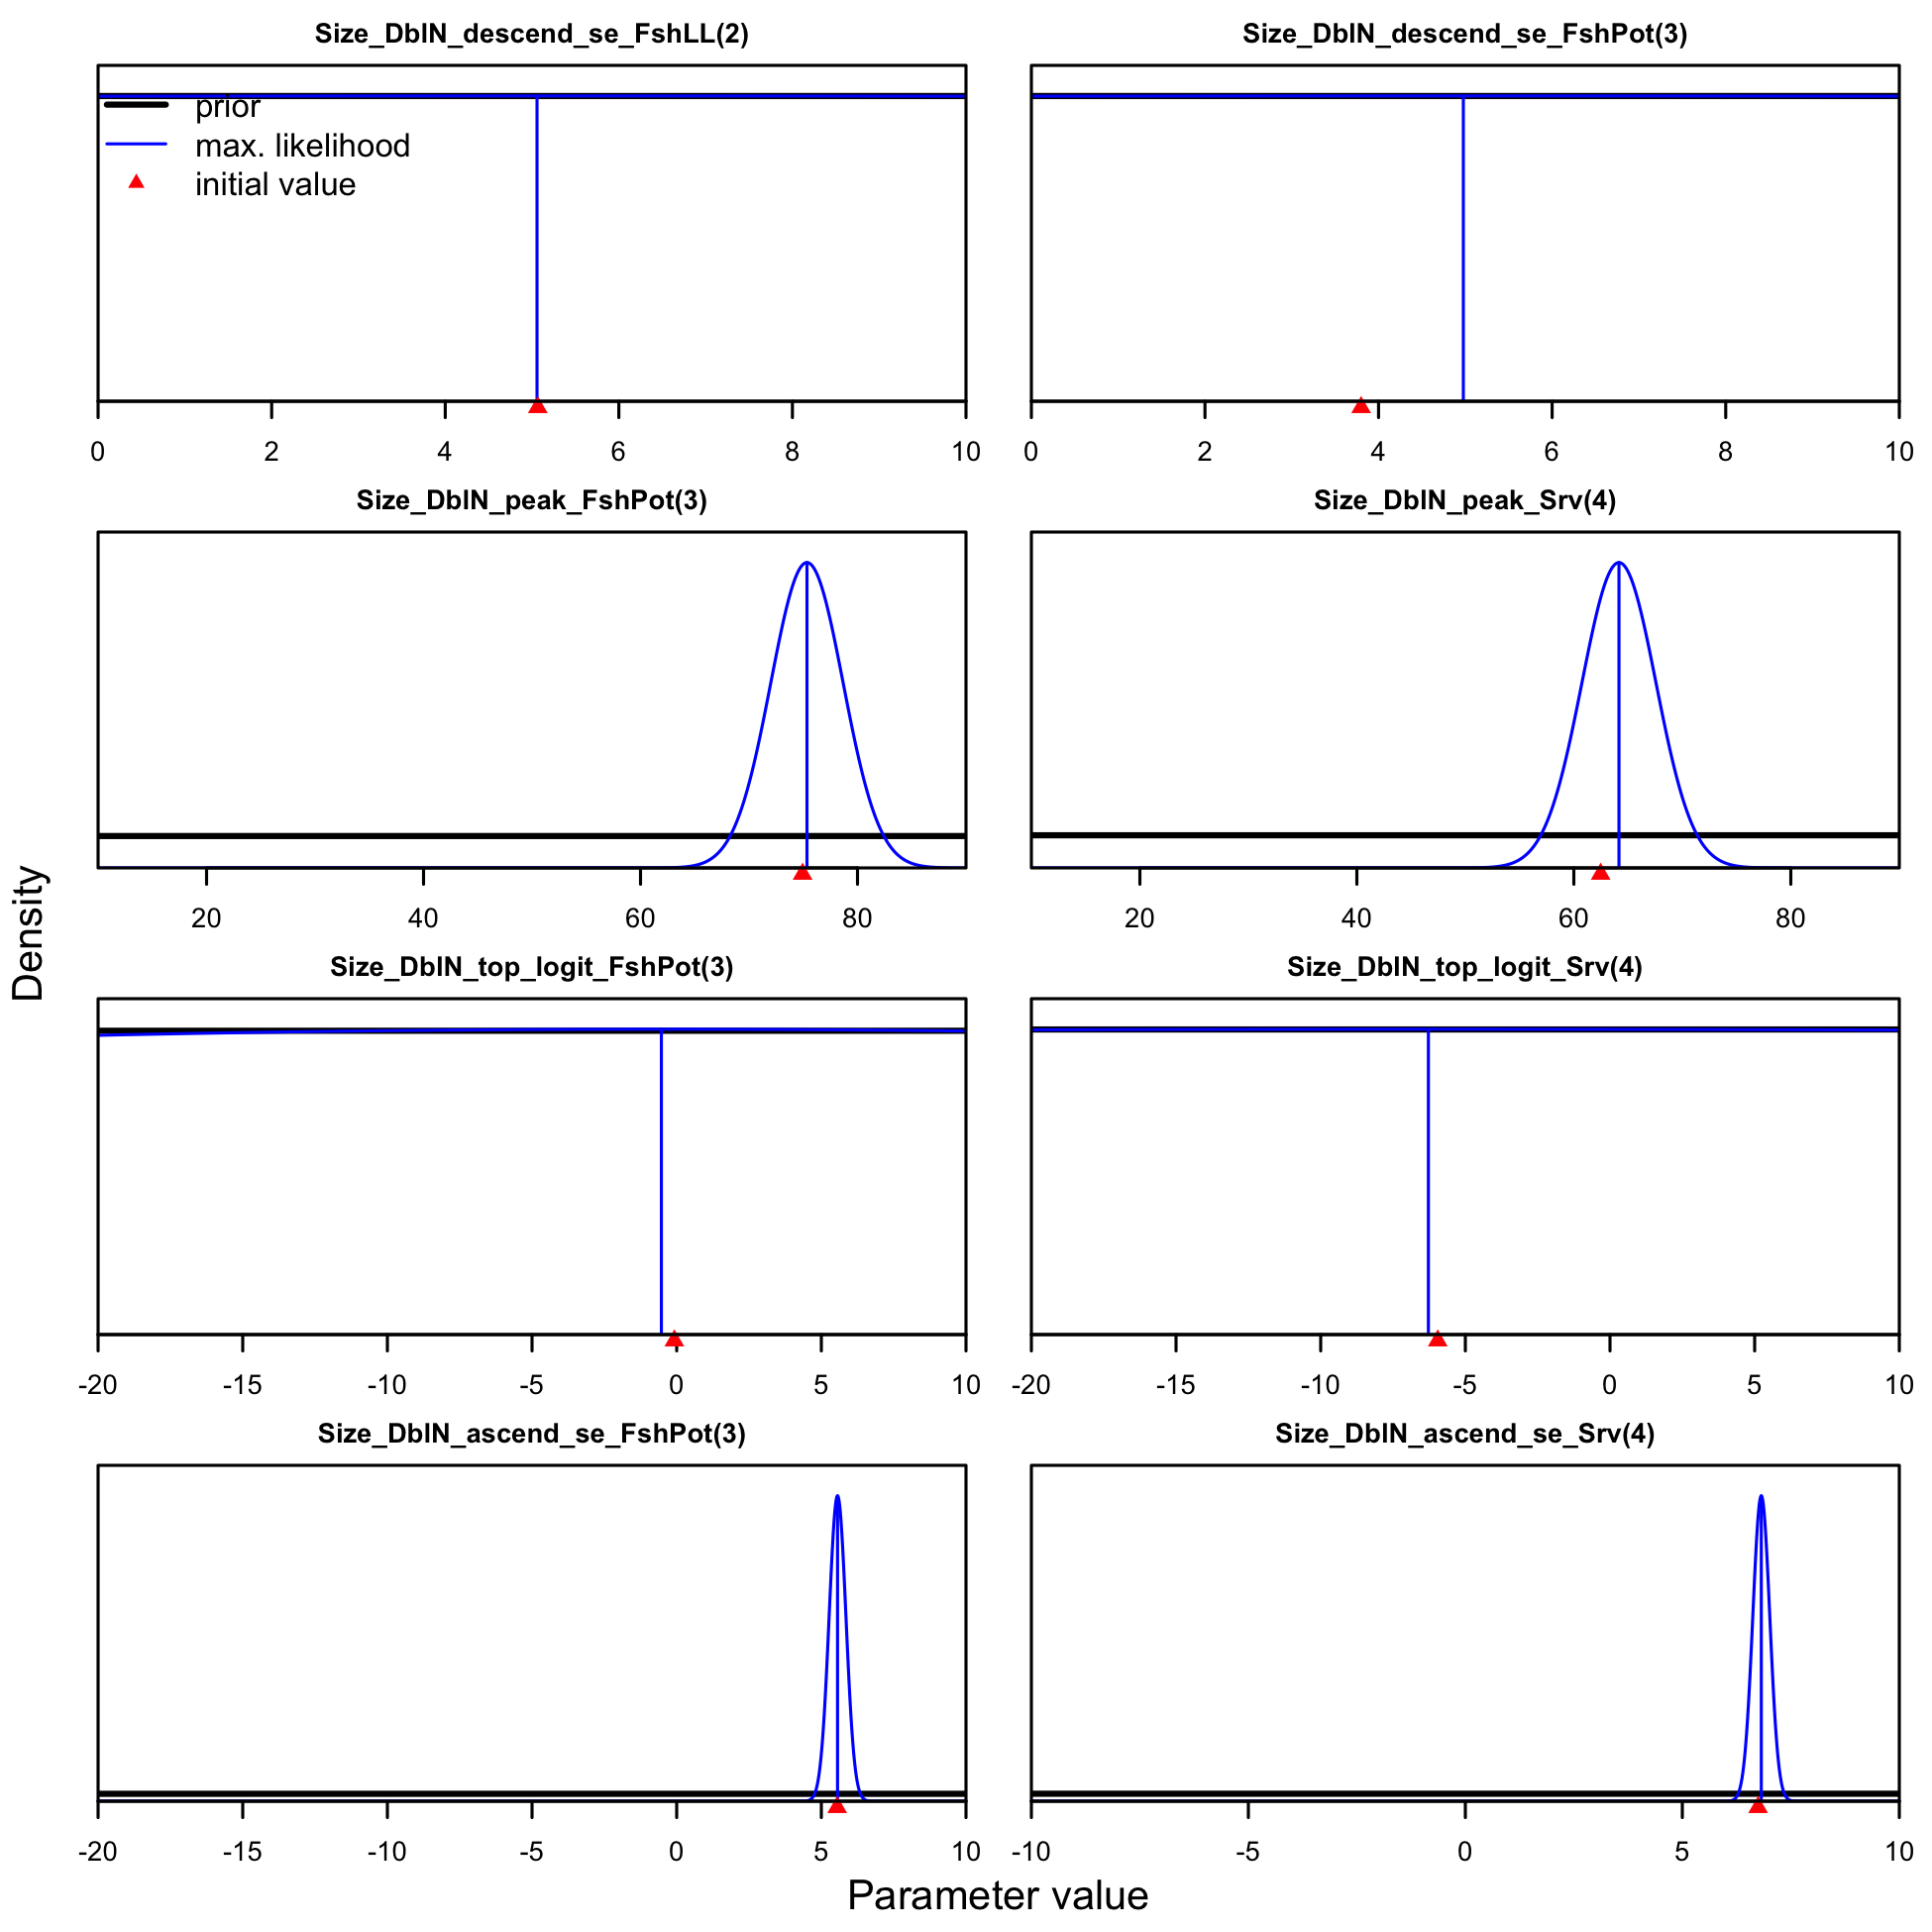 Size_DblN_descend_se_FshLL(2)
Size_DblN_descend_se_FshPot(3)
prior
max. likelihood
initial value
0 2 4 6 8 10
0 2 4 6 8 10
Size_DblN_peak_FshPot(3)
Size_DblN_peak_Srv(4)
20 40 60 80
20 40 60 80
Density
Size_DblN_top_logit_FshPot(3)
Size_DblN_top_logit_Srv(4)
-20 -15 -10 -5 0 5 10
-20 -15 -10 -5 0 5 10
Size_DblN_ascend_se_FshPot(3)
Size_DblN_ascend_se_Srv(4)
-20 -15 -10 -5 0 5 10
-10 -5 0 5 10
Parameter value